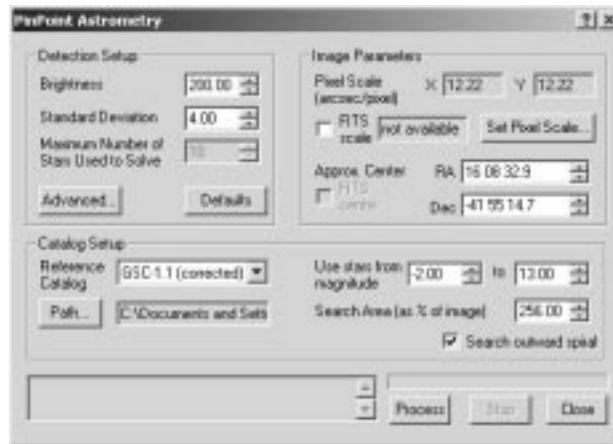 PinPoint Astrometry
Detection Setup
Brightness 200.00
Standard Deviation 4.00
Maximum Number of
Stars Used to Solve
Advanced... Defaults
Image Parameters
Pixel Scale
(arcsec/pixel) X 12.22 Y 12.22
FITS
scale not available Set Pixel Scale...
Approx. Center RA 16 08 32.9
FITS
center Dec -41 55 14.7
Catalog Setup
Reference
Catalog GSC-1.1 (corrected)
Path... C:\Documents and Setti
Use stars from
magnitude -2.00 to 13.00
Search Area (as % of image) 256.00
Search outward spiral
Process Stop Close